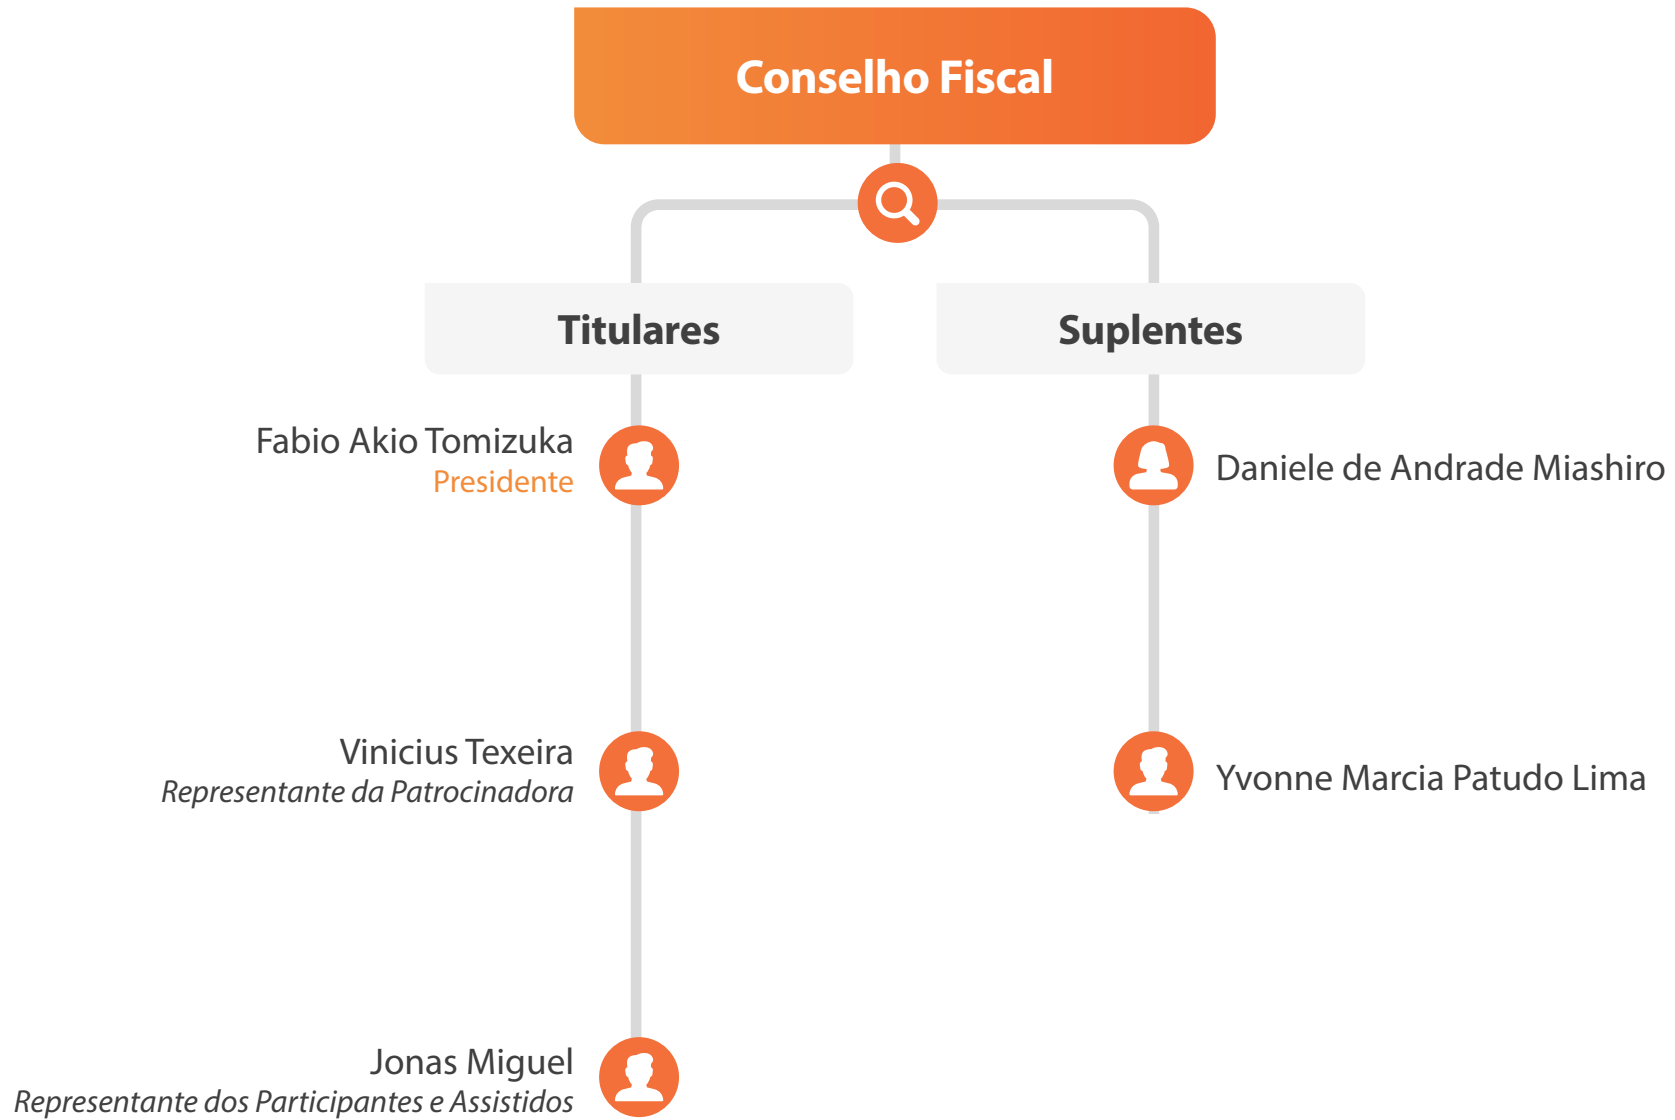 Conselho Fiscal
Titulares
Fabio Akio Tomizuka
Presidente
Vinicius Texeira
Representante da Patrocinadora
Jonas Miguel
Representante dos Participantes e Assistidos
Suplentes
Daniele de Andrade Miashiro
Yvonne Marcia Patudo Lima